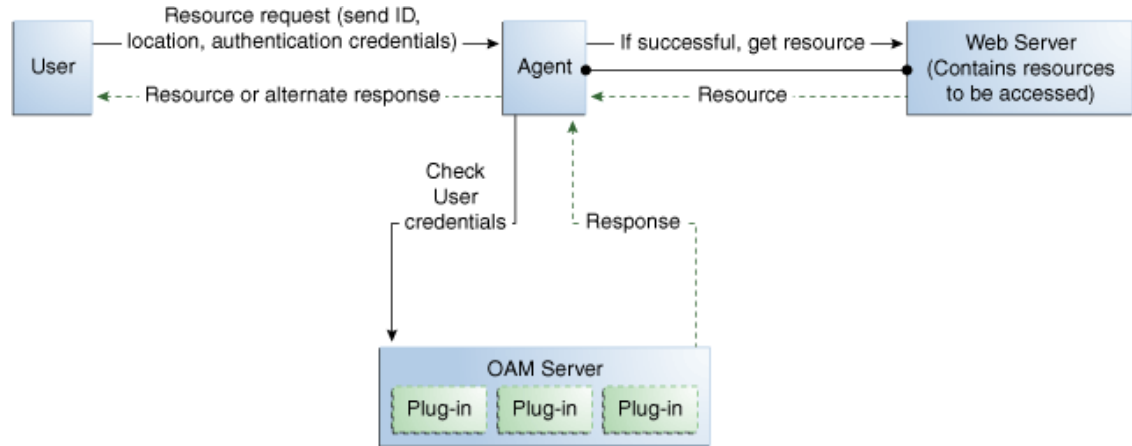 Resource request (send ID,
location, authentication credentials)
User
Resource or alternate response
Agent
If successful, get resource
Resource
Web Server
(Contains resources
to be accessed)
Check
User
credentials
Response
OAM Server
Plug-in
Plug-in
Plug-in